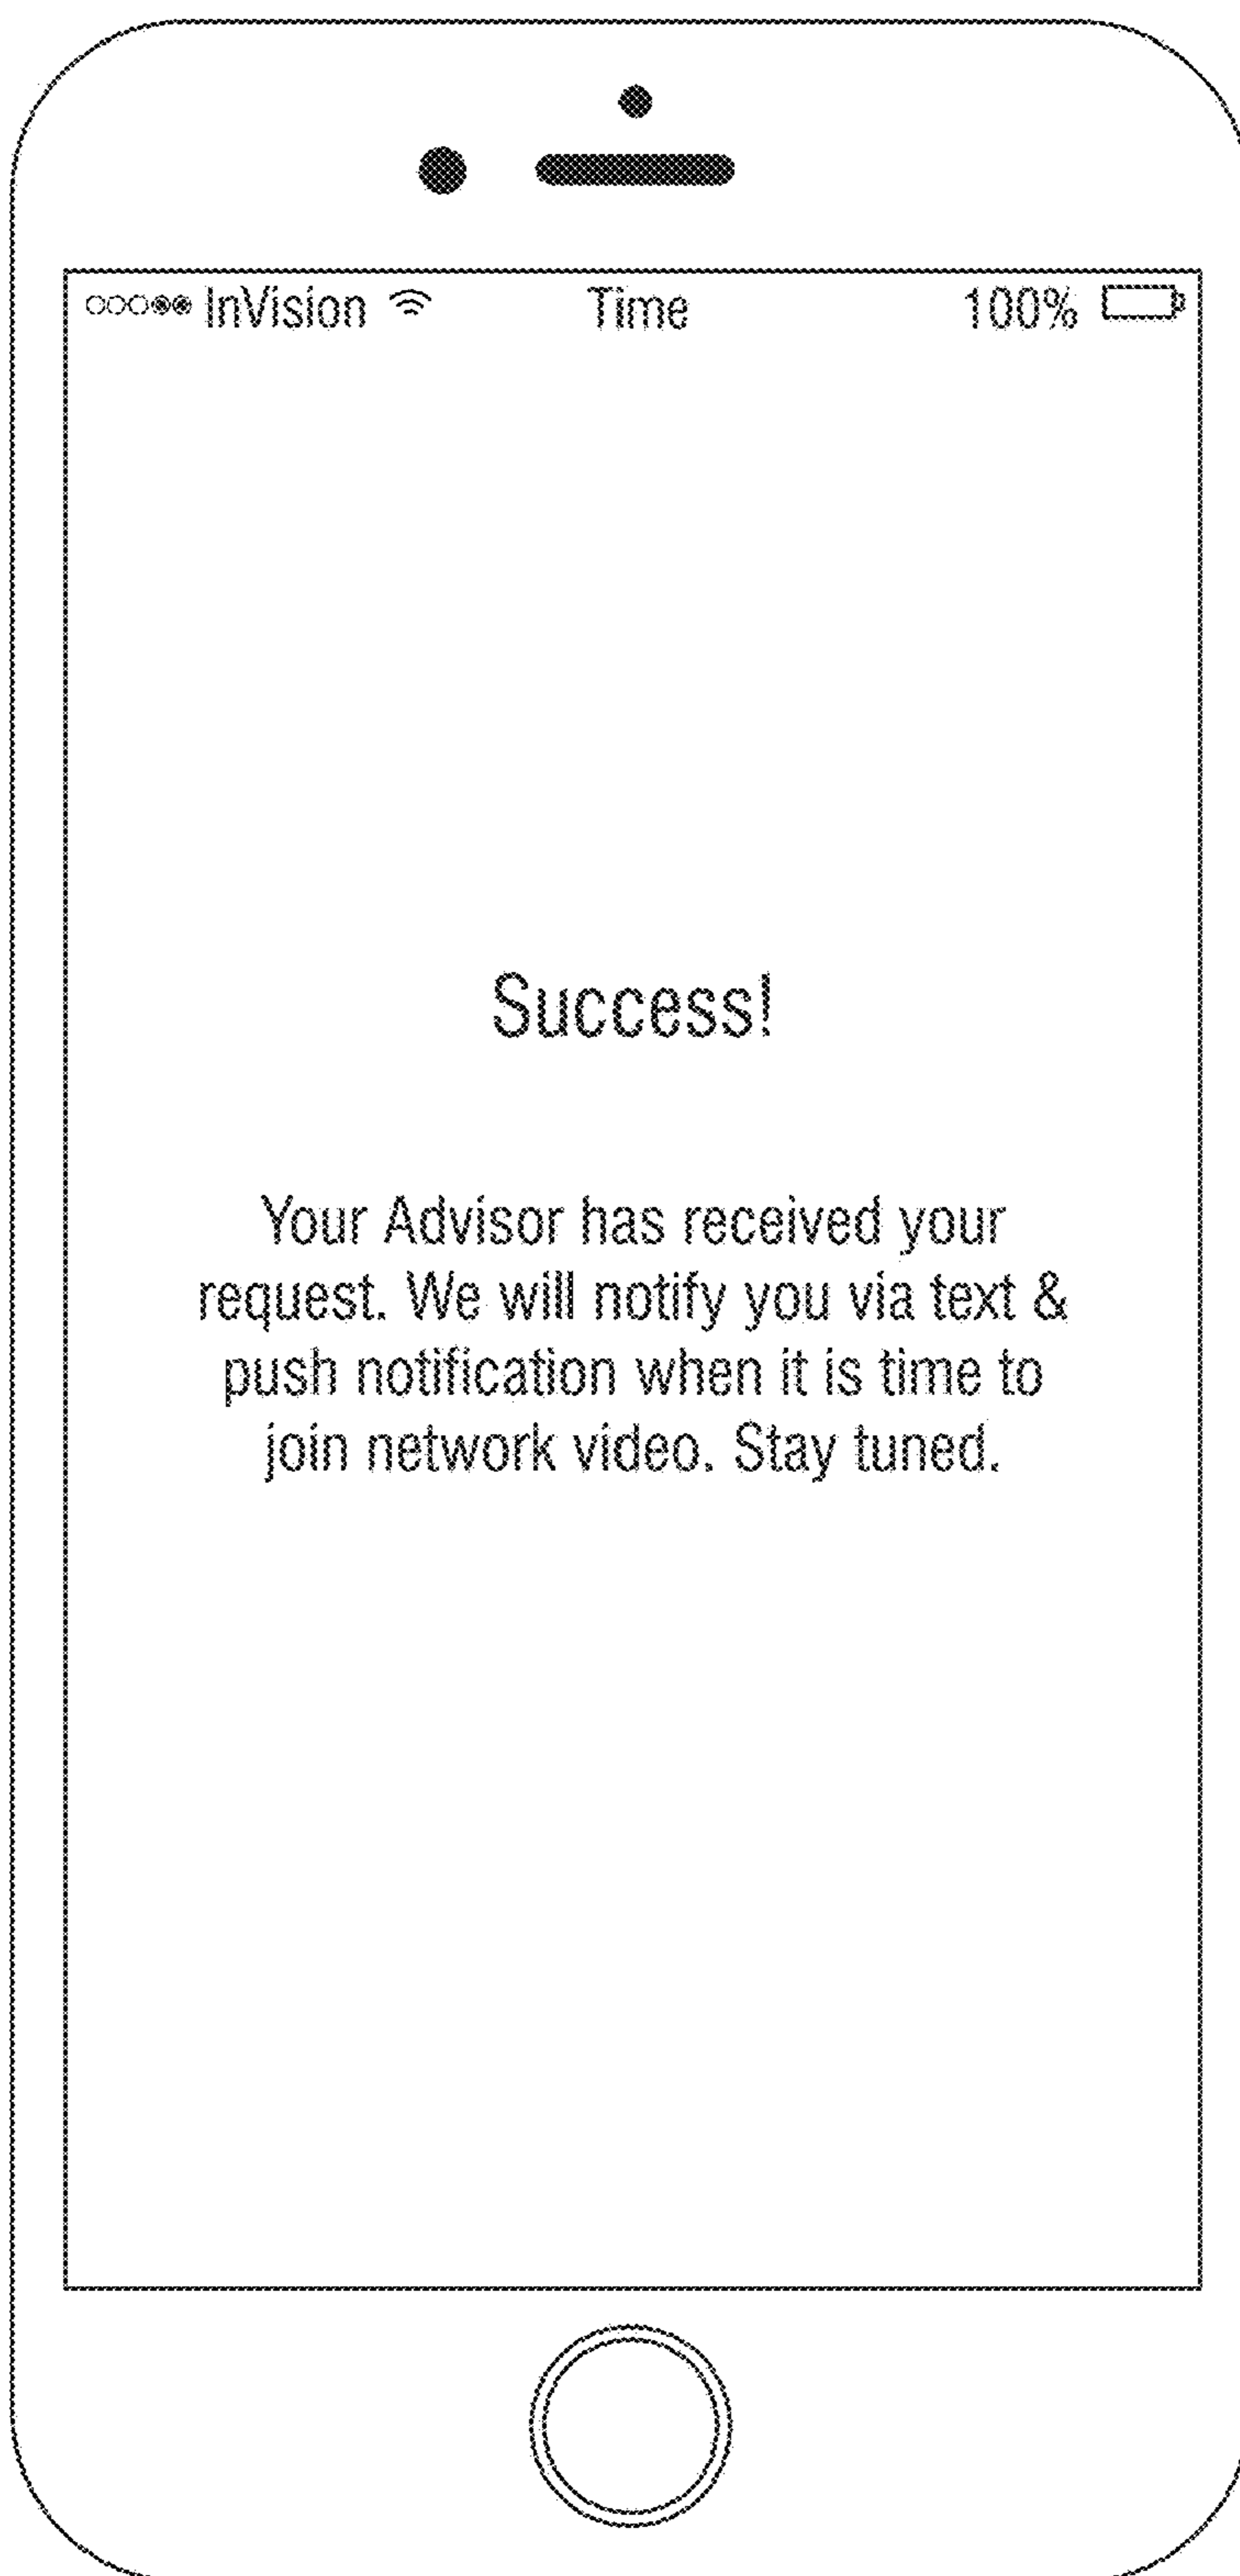 InVision Time 100%
Success!
Your Advisor has received your
request. We will notify you via text &
push notification when it is time to
join network video. Stay tuned.